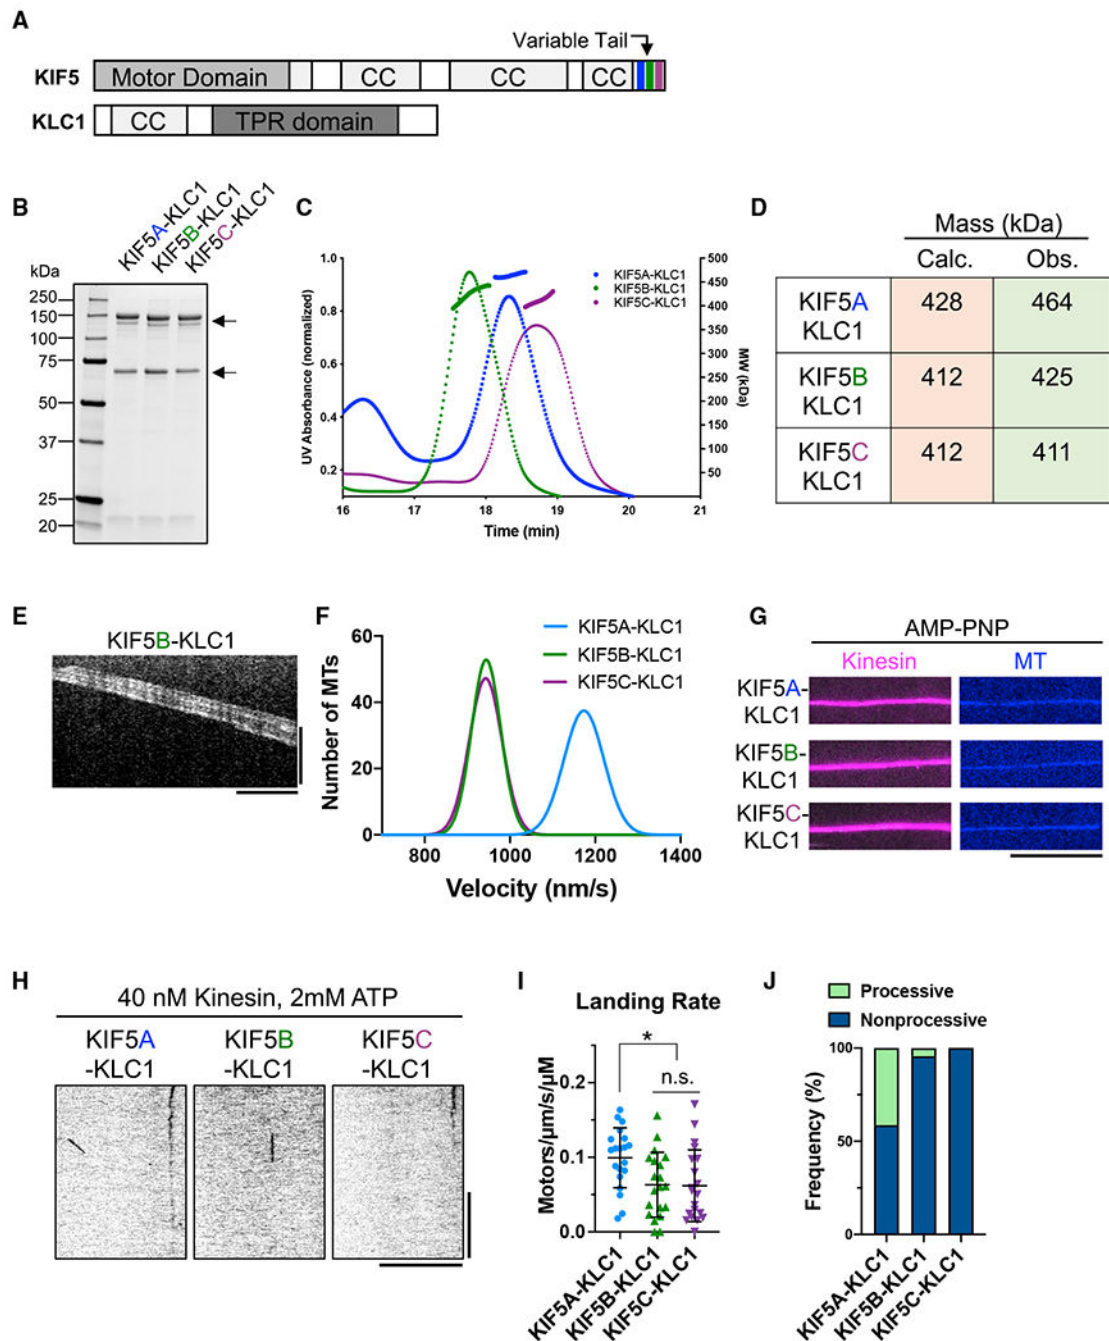 A
Variable Tail
KIF5
Motor Domain
CC
CC
CC
KLC1
CC
TPR domain
B
KIF5A-KLC1
KIF5B-KLC1
KIF5C-KLC1
kDa
250
150
100
75
50
37
25
20
C
UV Absorbance (normalized)
1.0
0.8
0.6
0.4
0.2
KIF5A-KLC1
KIF5B-KLC1
KIF5C-KLC1
500
450
400
350
300
250
200
150
100
50
MW (kDa)
16 17 18 19 20 21
Time (min)
D
Mass (kDa)
Calc. Obs.
KIF5A
KLC1
428 464
KIF5B
KLC1
412 425
KIF5C
KLC1
412 411
E
KIF5B-KLC1
F
KIF5A-KLC1
KIF5B-KLC1
KIF5C-KLC1
Number of MTs
60
40
20
0
800 1000 1200 1400
Velocity (nm/s)
G
AMP-PNP
Kinesin MT
KIF5A-
KLC1
KIF5B-
KLC1
KIF5C-
KLC1
H
40 nM Kinesin, 2mM ATP
KIF5A KIF5B KIF5C
-KLC1 -KLC1 -KLC1
I
Landing Rate
*
n.s.
Motors/μm/s/μM
0.2
0.1
0.0
KIF5A-KLC1
KIF5B-KLC1
KIF5C-KLC1
J
Processive
Nonprocessive
Frequency (%)
100
50
0
KIF5A-KLC1
KIF5B-KLC1
KIF5C-KLC1